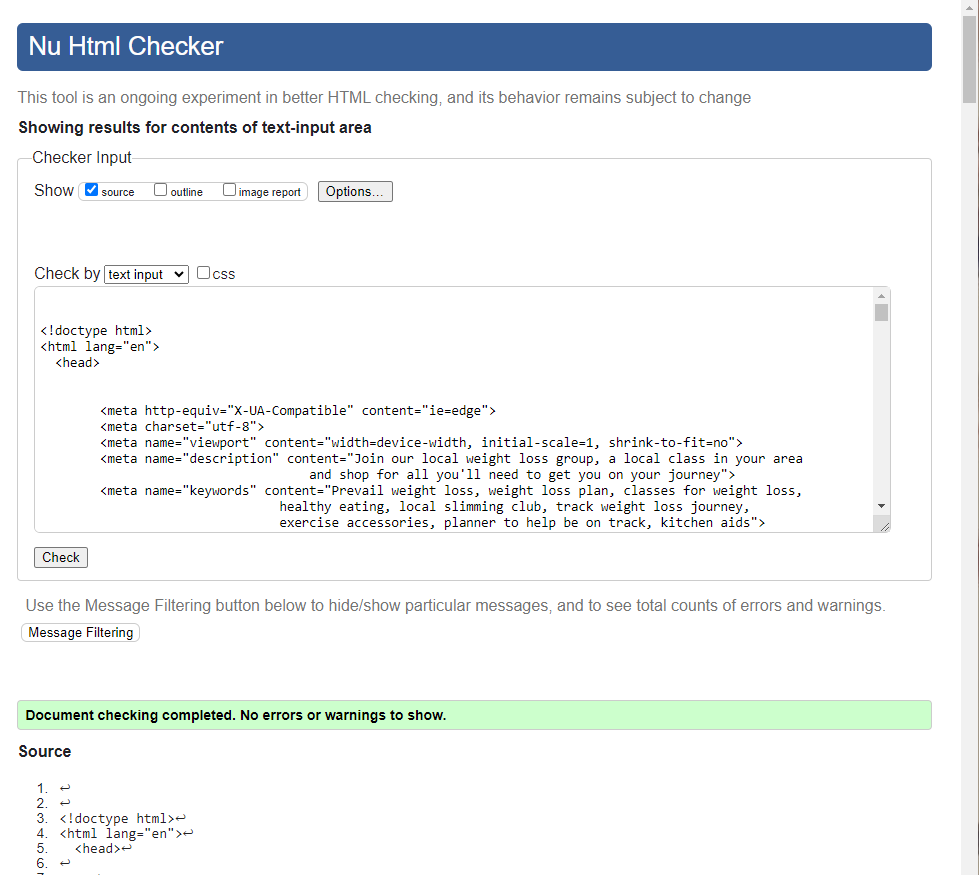 Nu Html Checker
This tool is an ongoing experiment in better HTML checking, and its behavior remains subject to change
Showing results for contents of text-input area
Checker Input
Show source outline image report Options...
Check by text input css
<!doctype html>
<html lang="en">
<head>
<meta http-equiv="X-UA-Compatible" content="ie=edge">
<meta charset="utf-8">
<meta name="viewport" content="width=device-width, initial-scale=1, shrink-to-fit=no">
<meta name="description" content="Join our local weight loss group, a local class in your area
and shop for all you'll need to get you on your journey">
<meta name="keywords" content="Prevail weight loss, weight loss plan, classes for weight loss,
healthy eating, local slimming club, track weight loss journey,
exercise accessories, planner to help be on track, kitchen aids">
Check
Use the Message Filtering button below to hide/show particular messages, and to see total counts of errors and warnings.
Message Filtering
Document checking completed. No errors or warnings to show.
Source
1. ↩
2. ↩
3. <!doctype html>↩
4. <html lang="en">↩
5. <head>↩
6. ↩